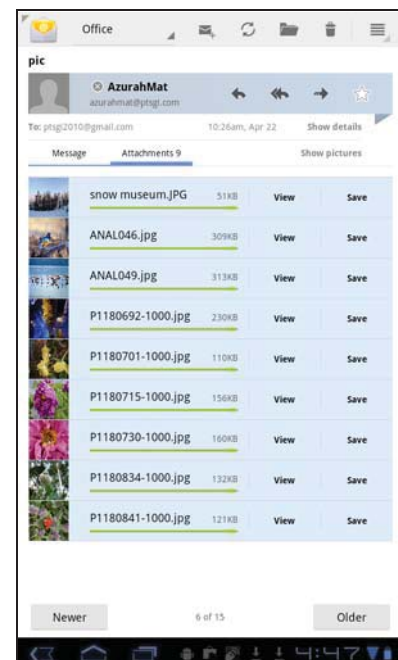 Office
pic
AzurahMat
azurahmat@ptsgi.com
To: ptsgi2010@gmail.com 10:26am, Apr 22 Show details
Message Attachments 9 Show pictures
snow museum.JPG 51KB View Save
ANAL046.jpg 309KB View Save
ANAL049.jpg 313KB View Save
P1180692-1000.jpg 230KB View Save
P1180701-1000.jpg 110KB View Save
P1180715-1000.jpg 156KB View Save
P1180730-1000.jpg 160KB View Save
P1180834-1000.jpg 132KB View Save
P1180841-1000.jpg 121KB View Save
Newer 6 of 15 Older
4:47